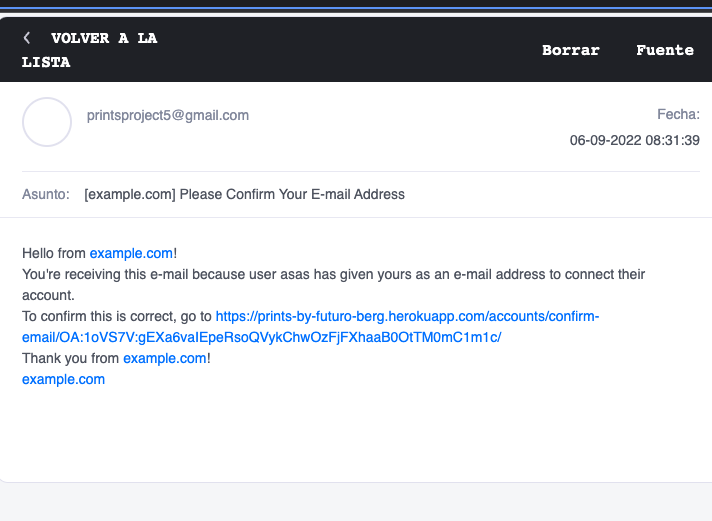 VOLVER A LA
LISTA
Borrar
Fuente
printsproject5@gmail.com
Fecha:
06-09-2022 08:31:39
Asunto: [example.com] Please Confirm Your E-mail Address
Hello from example.com!
You're receiving this e-mail because user asas has given yours as an e-mail address to connect their
account.
To confirm this is correct, go to https://prints-by-futuro-berg.herokuapp.com/accounts/confirm-
email/OA:1oVS7V:gEXa6vaIEpeRsoQVykChwOzFjFXhaaB0OtTM0mC1m1c/
Thank you from example.com!
example.com